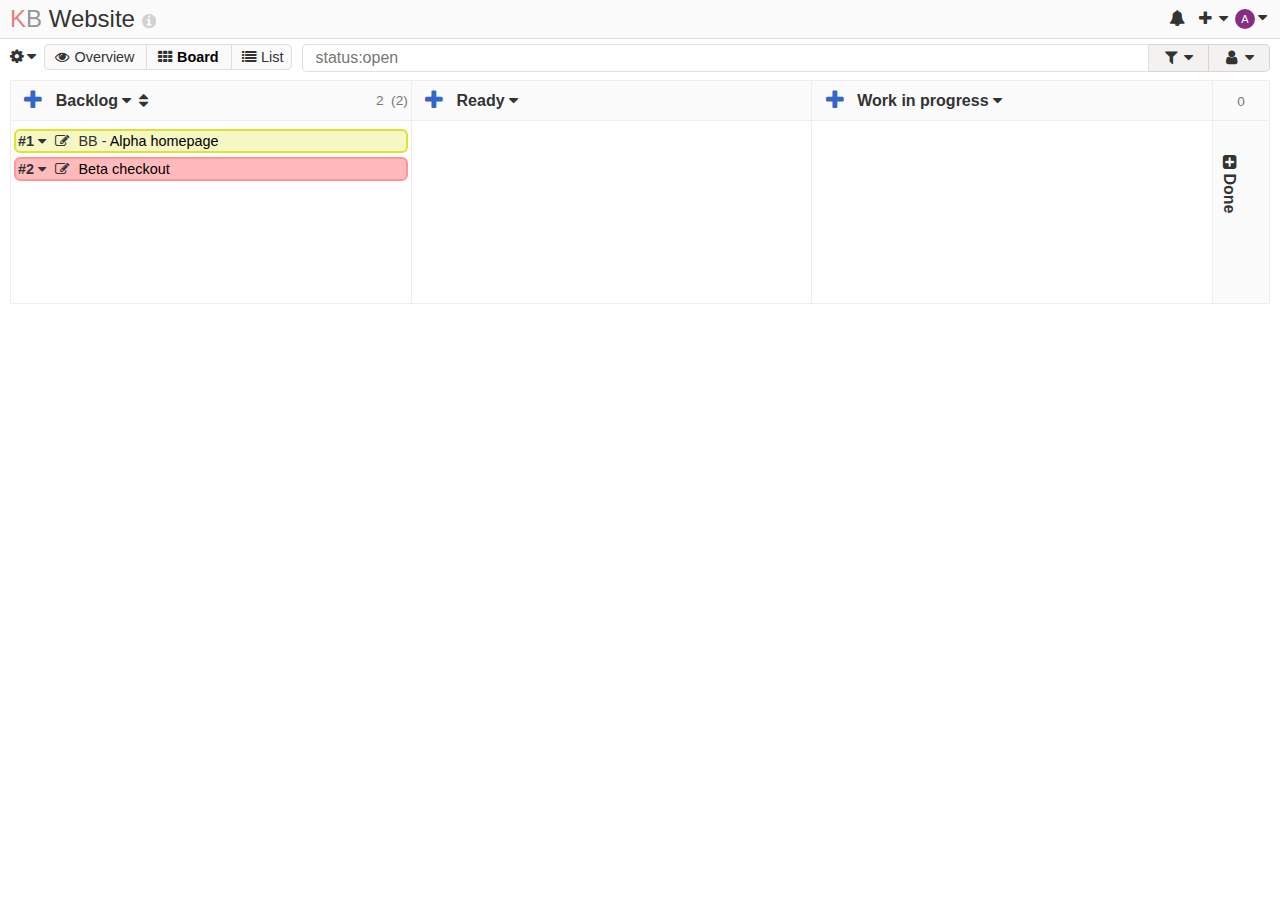 KB Website
A
Overview Board List status:open
Backlog 2 (2) Ready Work in progress 0
#1 BB - Alpha homepage
#2 Beta checkout
Done